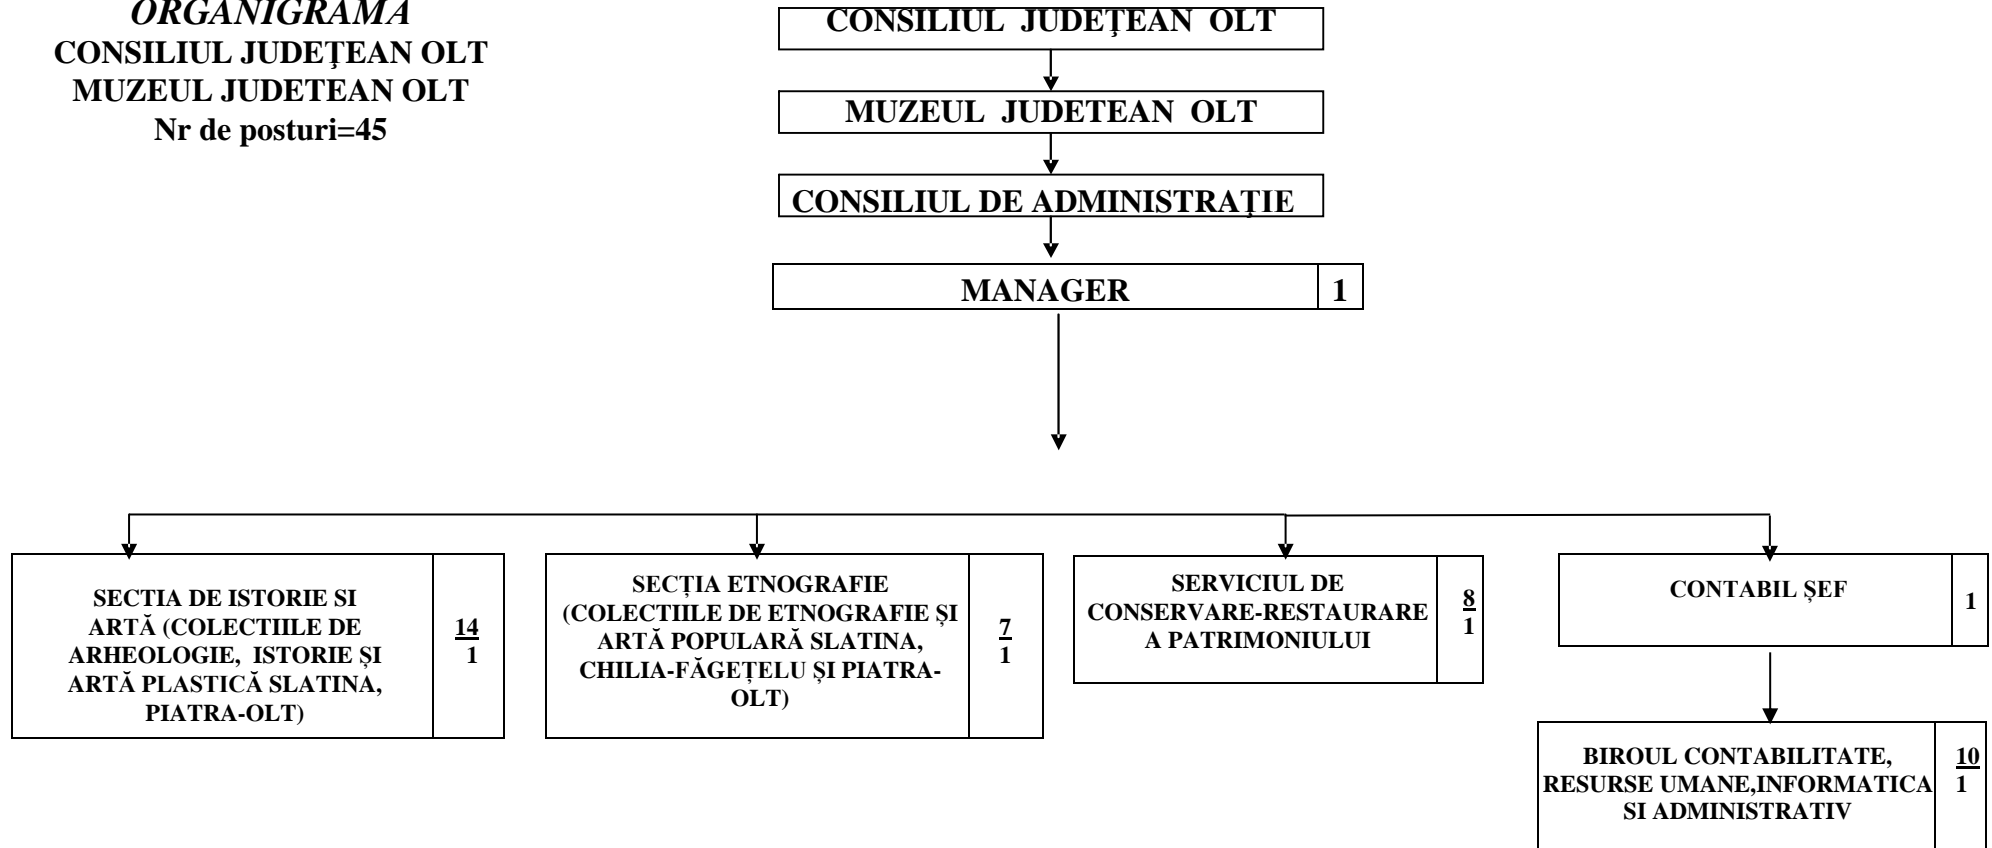 ORGANIGRAMA
CONSILIUL JUDEŢEAN OLT
MUZEUL JUDETEAN OLT
Nr de posturi=45
CONSILIUL JUDEŢEAN OLT
MUZEUL JUDETEAN OLT
CONSILIUL DE ADMINISTRAŢIE
MANAGER 1
SECTIA DE ISTORIE SI
ARTĂ (COLECTIILE DE
ARHEOLOGIE, ISTORIE ȘI
ARTĂ PLASTICĂ SLATINA,
PIATRA-OLT)
14
1
SECȚIA ETNOGRAFIE
(COLECTIILE DE ETNOGRAFIE ȘI
ARTĂ POPULARĂ SLATINA,
CHILIA-FĂGEȚELU ȘI PIATRA-
OLT)
7
1
SERVICIUL DE
CONSERVARE-RESTAURARE
A PATRIMONIULUI
8
1
CONTABIL ȘEF
1
BIROUL CONTABILITATE,
RESURSE UMANE,INFORMATICA
SI ADMINISTRATIV
10
1